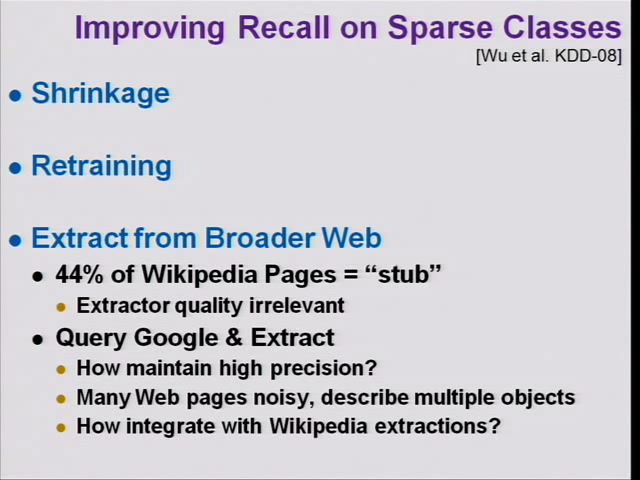 Improving Recall on Sparse Classes
[Wu et al. KDD-08]
• Shrinkage
• Retraining
• Extract from Broader Web
• 44% of Wikipedia Pages = “stub”
• Extractor quality irrelevant
• Query Google & Extract
• How maintain high precision?
• Many Web pages noisy, describe multiple objects
• How integrate with Wikipedia extractions?